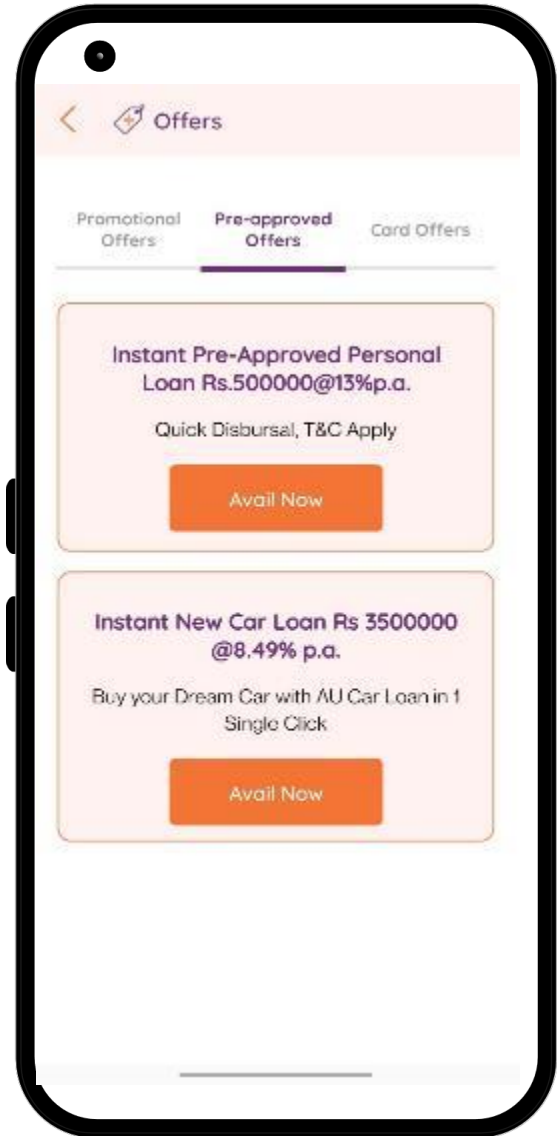 Offers
Promotional
Offers
Pre-approved
Offers
Card Offers
Instant Pre-Approved Personal
Loan Rs.500000@13%p.a.
Quick Disbursal, T&C Apply
Avail Now
Instant New Car Loan Rs 3500000
@8.49% p.a.
Buy your Dream Car with AU Car Loan in 1
Single Click
Avail Now